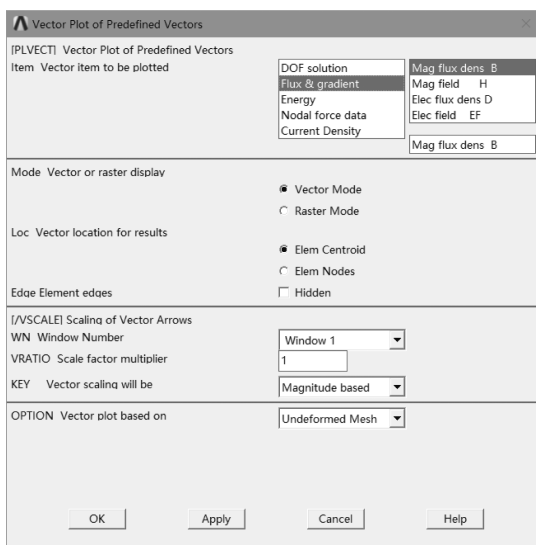 Vector Plot of Predefined Vectors
[PLVECT] Vector Plot of Predefined Vectors
Item Vector item to be plotted
DOF solution
Flux & gradient
Energy
Nodal force data
Current Density
Mag flux dens B
Mag field H
Elec flux dens D
Elec field EF
Mag flux dens B
Mode Vector or raster display
Vector Mode
Raster Mode
Loc Vector location for results
Elem Centroid
Elem Nodes
Edge Element edges
Hidden
[/VSCALE] Scaling of Vector Arrows
WN Window Number
Window 1
VRATIO Scale factor multiplier
1
KEY Vector scaling will be
Magnitude based
OPTION Vector plot based on
Undeformed Mesh
OK
Apply
Cancel
Help